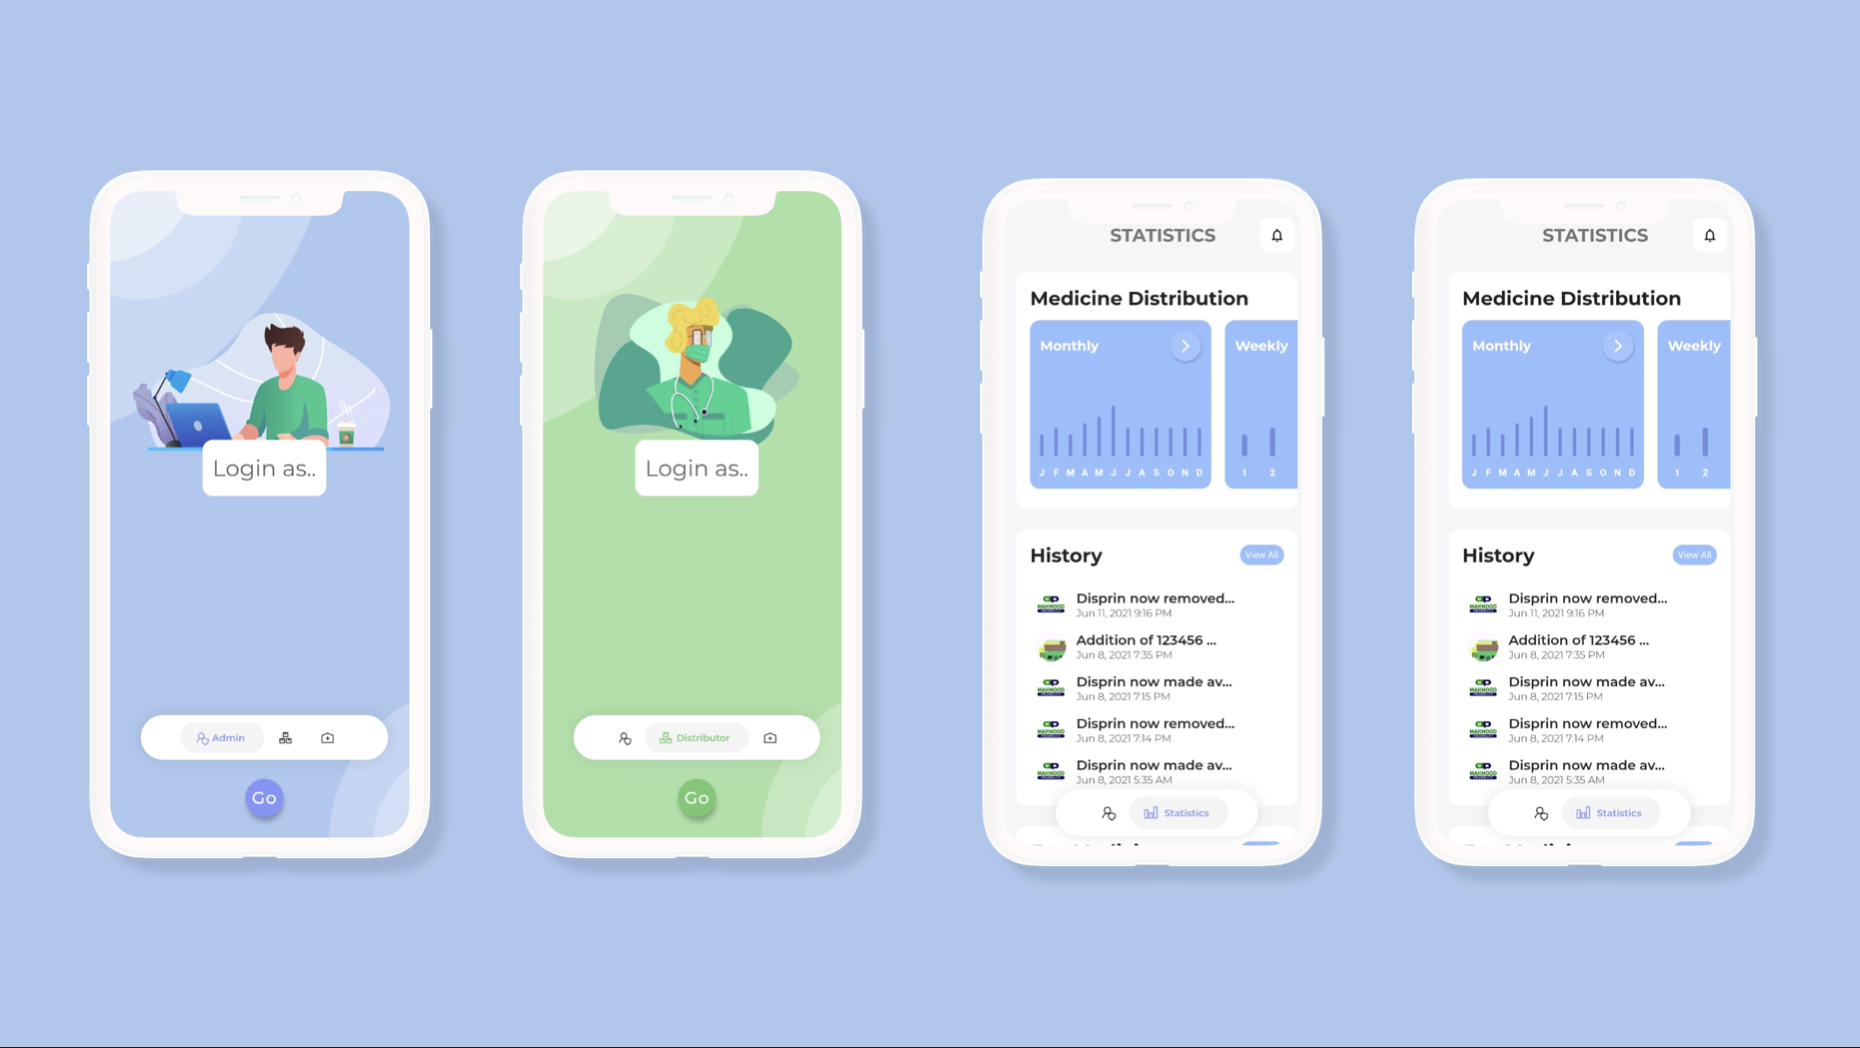 Login as..
Admin
Go
Login as..
Distributor
Go
STATISTICS
Medicine Distribution
Monthly
J F M A M J J A S O N D
Weekly
1 2
History
View All
Disprin now removed...
Jun 11, 2021 9:16 PM
Addition of 123456 ...
Jun 8, 2021 7:35 PM
Disprin now made av...
Jun 8, 2021 7:15 PM
Disprin now removed...
Jun 8, 2021 7:14 PM
Disprin now made av...
Jun 8, 2021 5:35 AM
Statistics
STATISTICS
Medicine Distribution
Monthly
J F M A M J J A S O N D
Weekly
1 2
History
View All
Disprin now removed...
Jun 11, 2021 9:16 PM
Addition of 123456 ...
Jun 8, 2021 7:35 PM
Disprin now made av...
Jun 8, 2021 7:15 PM
Disprin now removed...
Jun 8, 2021 7:14 PM
Disprin now made av...
Jun 8, 2021 5:35 AM
Statistics